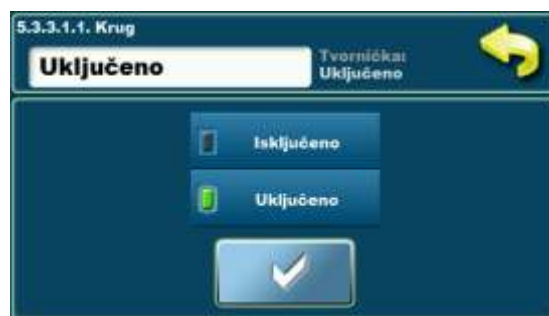 5.3.3.1.1. Krug
Uključeno
Tvornička:
Uključeno
Isključeno
Uključeno